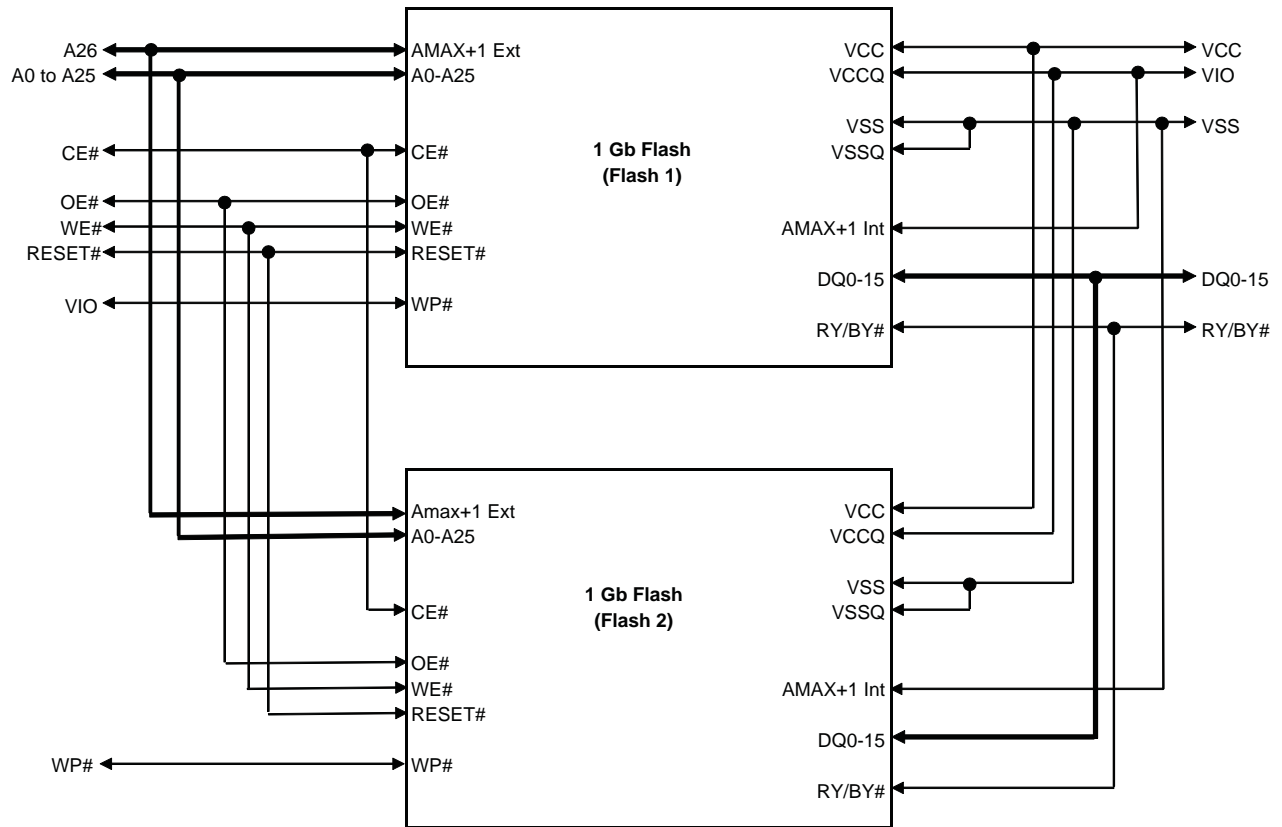 A26
A0 to A25
CE#
OE#
WE#
RESET#
VIO
AMAX+1 Ext
A0-A25
CE#
OE#
WE#
RESET#
WP#
1 Gb Flash
(Flash 1)
VCC
VCCQ
VSS
VSSQ
AMAX+1 Int
DQ0-15
RY/BY#
VCC
VIO
VSS
DQ0-15
RY/BY#
WP#
Amax+1 Ext
A0-A25
CE#
OE#
WE#
RESET#
WP#
1 Gb Flash
(Flash 2)
VCC
VCCQ
VSS
VSSQ
AMAX+1 Int
DQ0-15
RY/BY#